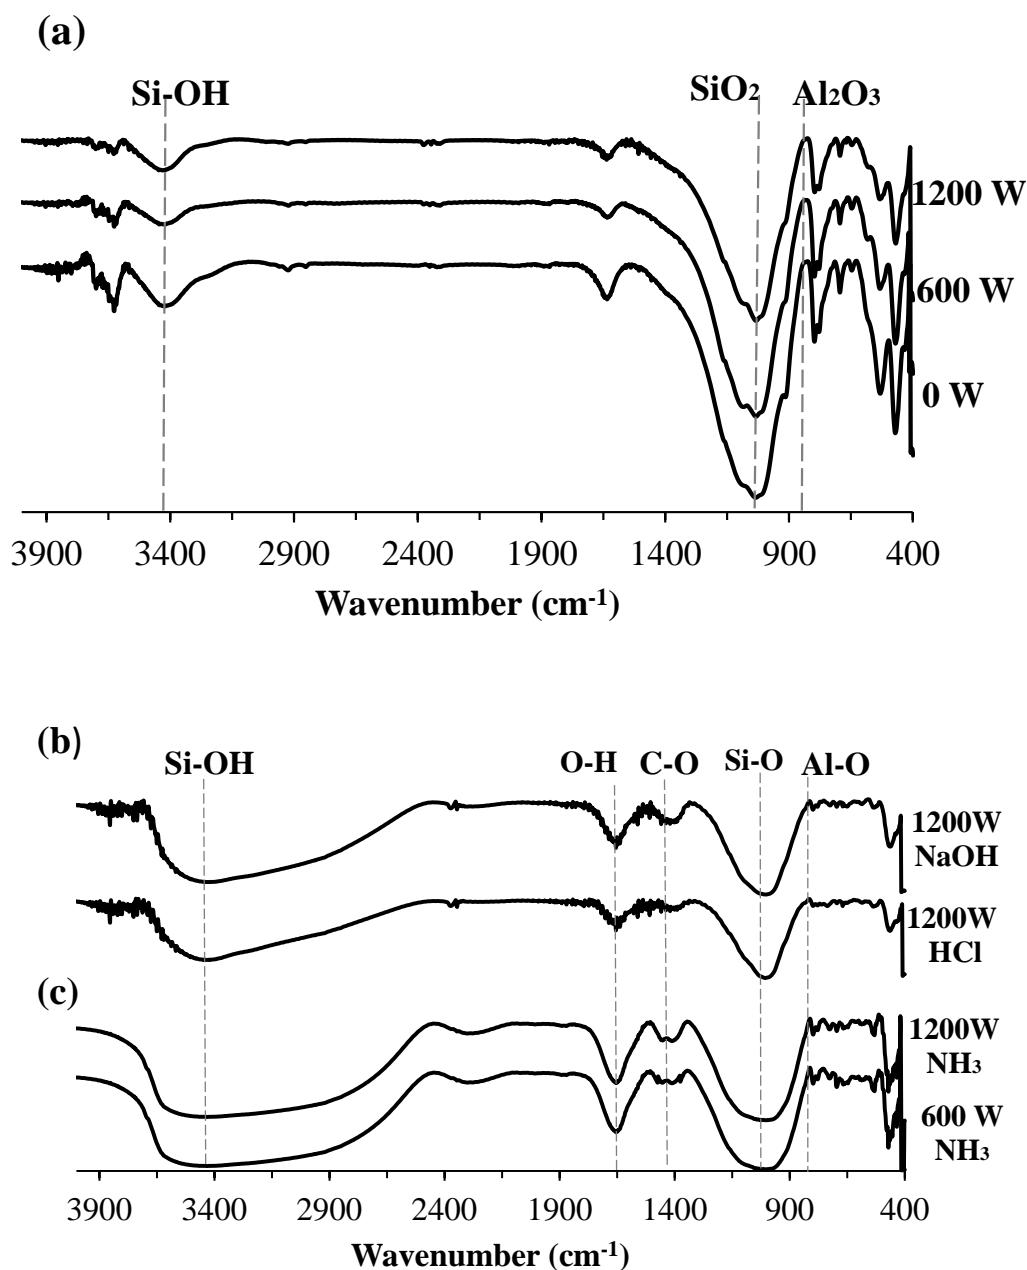 (a)
Si-OH
SiO₂
Al₂O₃
1200 W
600 W
0 W
3900 3400 2900 2400 1900 1400 900 400
Wavenumber (cm⁻¹)
(b)
Si-OH
O-H
C-O
Si-O
Al-O
1200W
NaOH
1200W
HCl
(c)
1200W
NH₃
600 W
NH₃
3900 3400 2900 2400 1900 1400 900 400
Wavenumber (cm⁻¹)